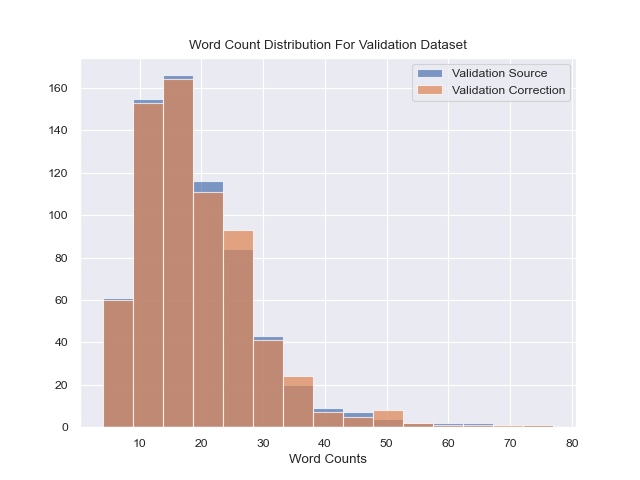 Word Count Distribution For Validation Dataset
Validation Source
Validation Correction
160
140
120
100
80
60
40
20
0
10 20 30 40 50 60 70 80
Word Counts